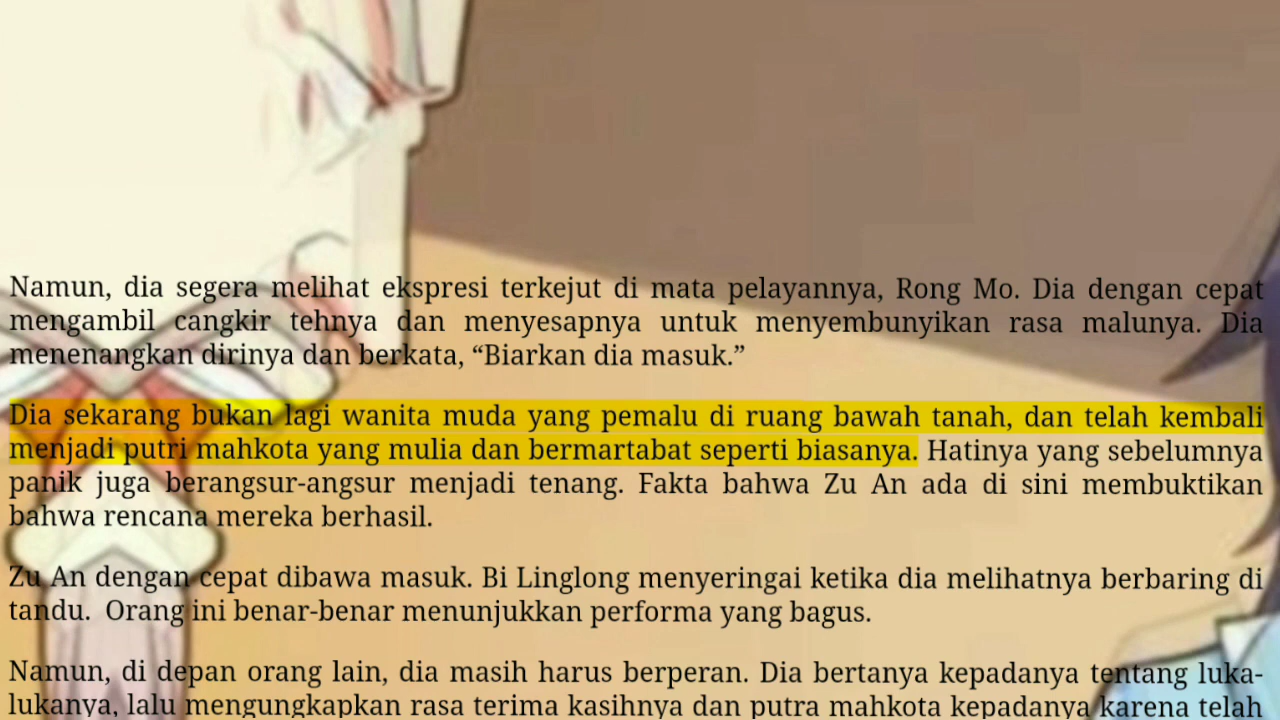 Namun, dia segera melihat ekspresi terkejut di mata pelayannya, Rong Mo. Dia dengan cepat
mengambil cangkir tehnya dan menyesapnya untuk menyembunyikan rasa malunya. Dia
menenangkan dirinya dan berkata, “Biarkan dia masuk.”
Dia sekarang bukan lagi wanita muda yang pemalu di ruang bawah tanah, dan telah kembali
menjadi putri mahkota yang mulia dan bermartabat seperti biasanya. Hatinya yang sebelumnya
panik juga berangsur-angsur menjadi tenang. Fakta bahwa Zu An ada di sini membuktikan
bahwa rencana mereka berhasil.
Zu An dengan cepat dibawa masuk. Bi Linglong menyeringai ketika dia melihatnya berbaring di
tandu. Orang ini benar-benar menunjukkan performa yang bagus.
Namun, di depan orang lain, dia masih harus berperan. Dia bertanya kepadanya tentang luka-
lukanya, lalu mengungkapkan rasa terima kasihnya dan putra mahkota kepadanya karena telah